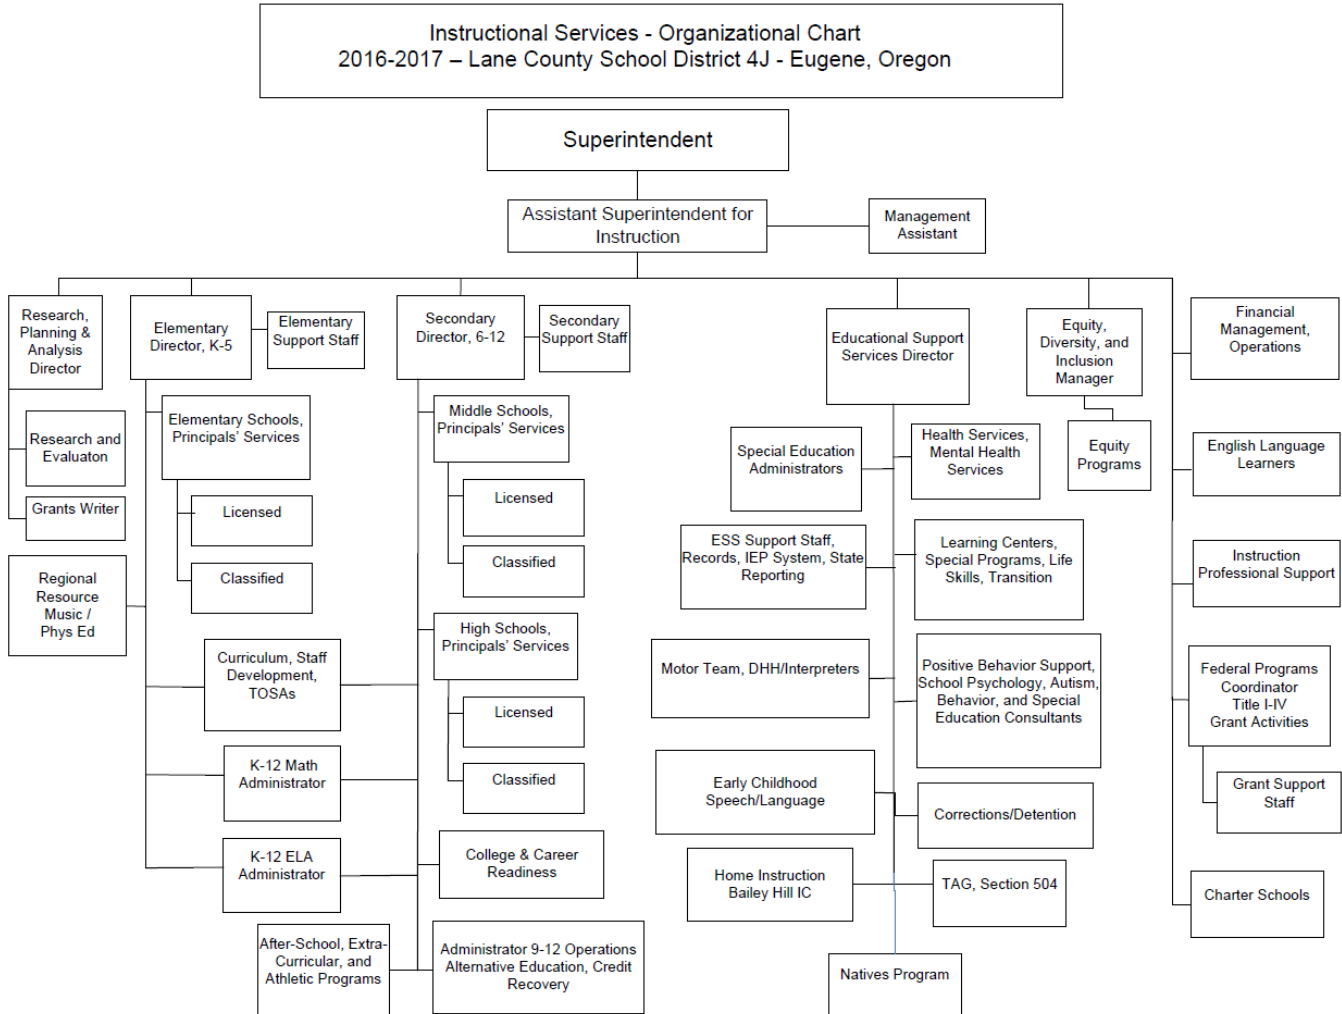 Instructional Services - Organizational Chart
2016-2017 – Lane County School District 4J - Eugene, Oregon
Superintendent
Assistant Superintendent for
Instruction
Management
Assistant
Research,
Planning &
Analysis
Director
Elementary
Director, K-5
Elementary
Support Staff
Secondary
Director, 6-12
Secondary
Support Staff
Educational Support
Services Director
Equity,
Diversity, and
Inclusion
Manager
Financial
Management,
Operations
Research and
Evaluaton
Grants Writer
Regional
Resource
Music /
Phys Ed
Elementary Schools,
Principals’ Services
Licensed
Classified
Curriculum, Staff
Development,
TOSAs
K-12 Math
Administrator
K-12 ELA
Administrator
After-School, Extra-
Curricular, and
Athletic Programs
Middle Schools,
Principals’ Services
Licensed
Classified
High Schools,
Principals’ Services
Licensed
Classified
College & Career
Readiness
Administrator 9-12 Operations
Alternative Education, Credit
Recovery
Special Education
Administrators
Health Services,
Mental Health
Services
ESS Support Staff,
Records, IEP System, State
Reporting
Learning Centers,
Special Programs, Life
Skills, Transition
Motor Team, DHH/Interpreters
Positive Behavior Support,
School Psychology, Autism,
Behavior, and Special
Education Consultants
Early Childhood
Speech/Language
Corrections/Detention
Home Instruction
Bailey Hill IC
TAG, Section 504
Natives Program
Equity
Programs
English Language
Learners
Instruction
Professional Support
Federal Programs
Coordinator
Title I-IV
Grant Activities
Grant Support
Staff
Charter Schools